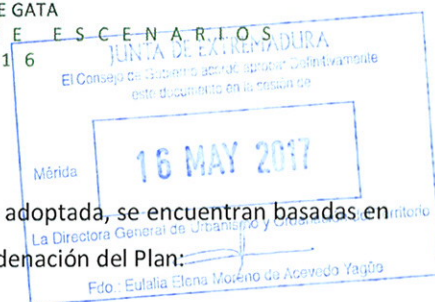 E GATA
E   E S C E N A R I O S
1 6
JUNTA DE EXTREMADURA
El Consejo de Gobierno acordó aprobar Definitivamente
este documento en la sesión de
Mérida
16 MAY 2017
adoptada, se encuentran basadas en
La Directora General de Urbanismo y Ordenación del Territorio
denación del Plan:
Fdo.: Eulalia Elena Moreno de Acevedo Yagüe